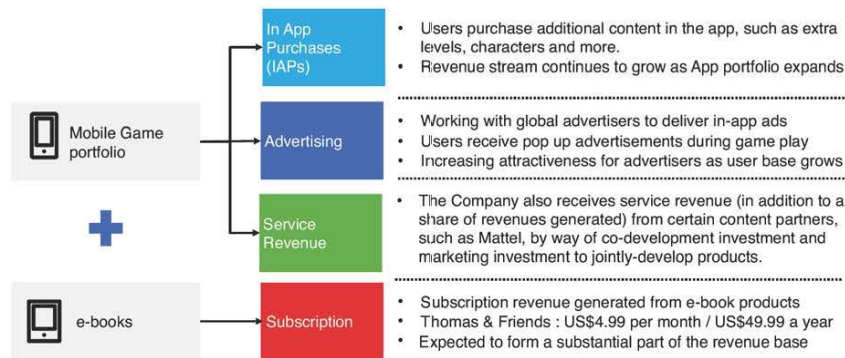 In App
Purchases
(IAPs)
• Users purchase additional content in the app, such as extra
levels, characters and more.
• Revenue stream continues to grow as App portfolio expands
Mobile Game
portfolio
Advertising
• Working with global advertisers to deliver in-app ads
• Users receive pop up advertisements during game play
• Increasing attractiveness for advertisers as user base grows
Service
Revenue
• The Company also receives service revenue (in addition to a
share of revenues generated) from certain content partners,
such as Mattel, by way of co-development investment and
marketing investment to jointly-develop products.
e-books
Subscription
• Subscription revenue generated from e-book products
• Thomas & Friends : US$4.99 per month / US$49.99 a year
• Expected to form a substantial part of the revenue base